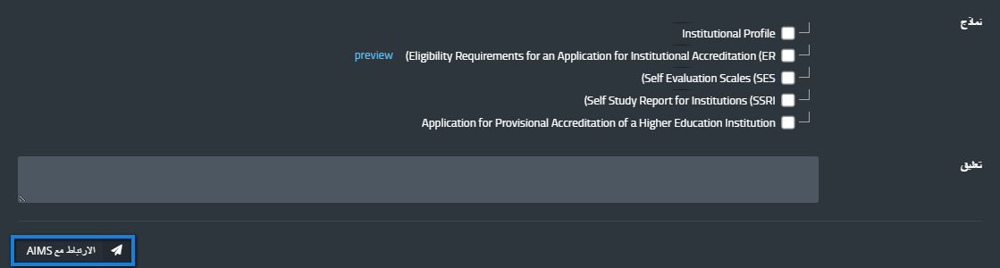 نماذج
Institutional Profile
Eligibility Requirements for an Application for Institutional Accreditation (ER) preview
Self Evaluation Scales (SES)
Self Study Report for Institutions (SSRI)
Application for Provisional Accreditation of a Higher Education Institution
تعليق
الارتباط مع AIMS